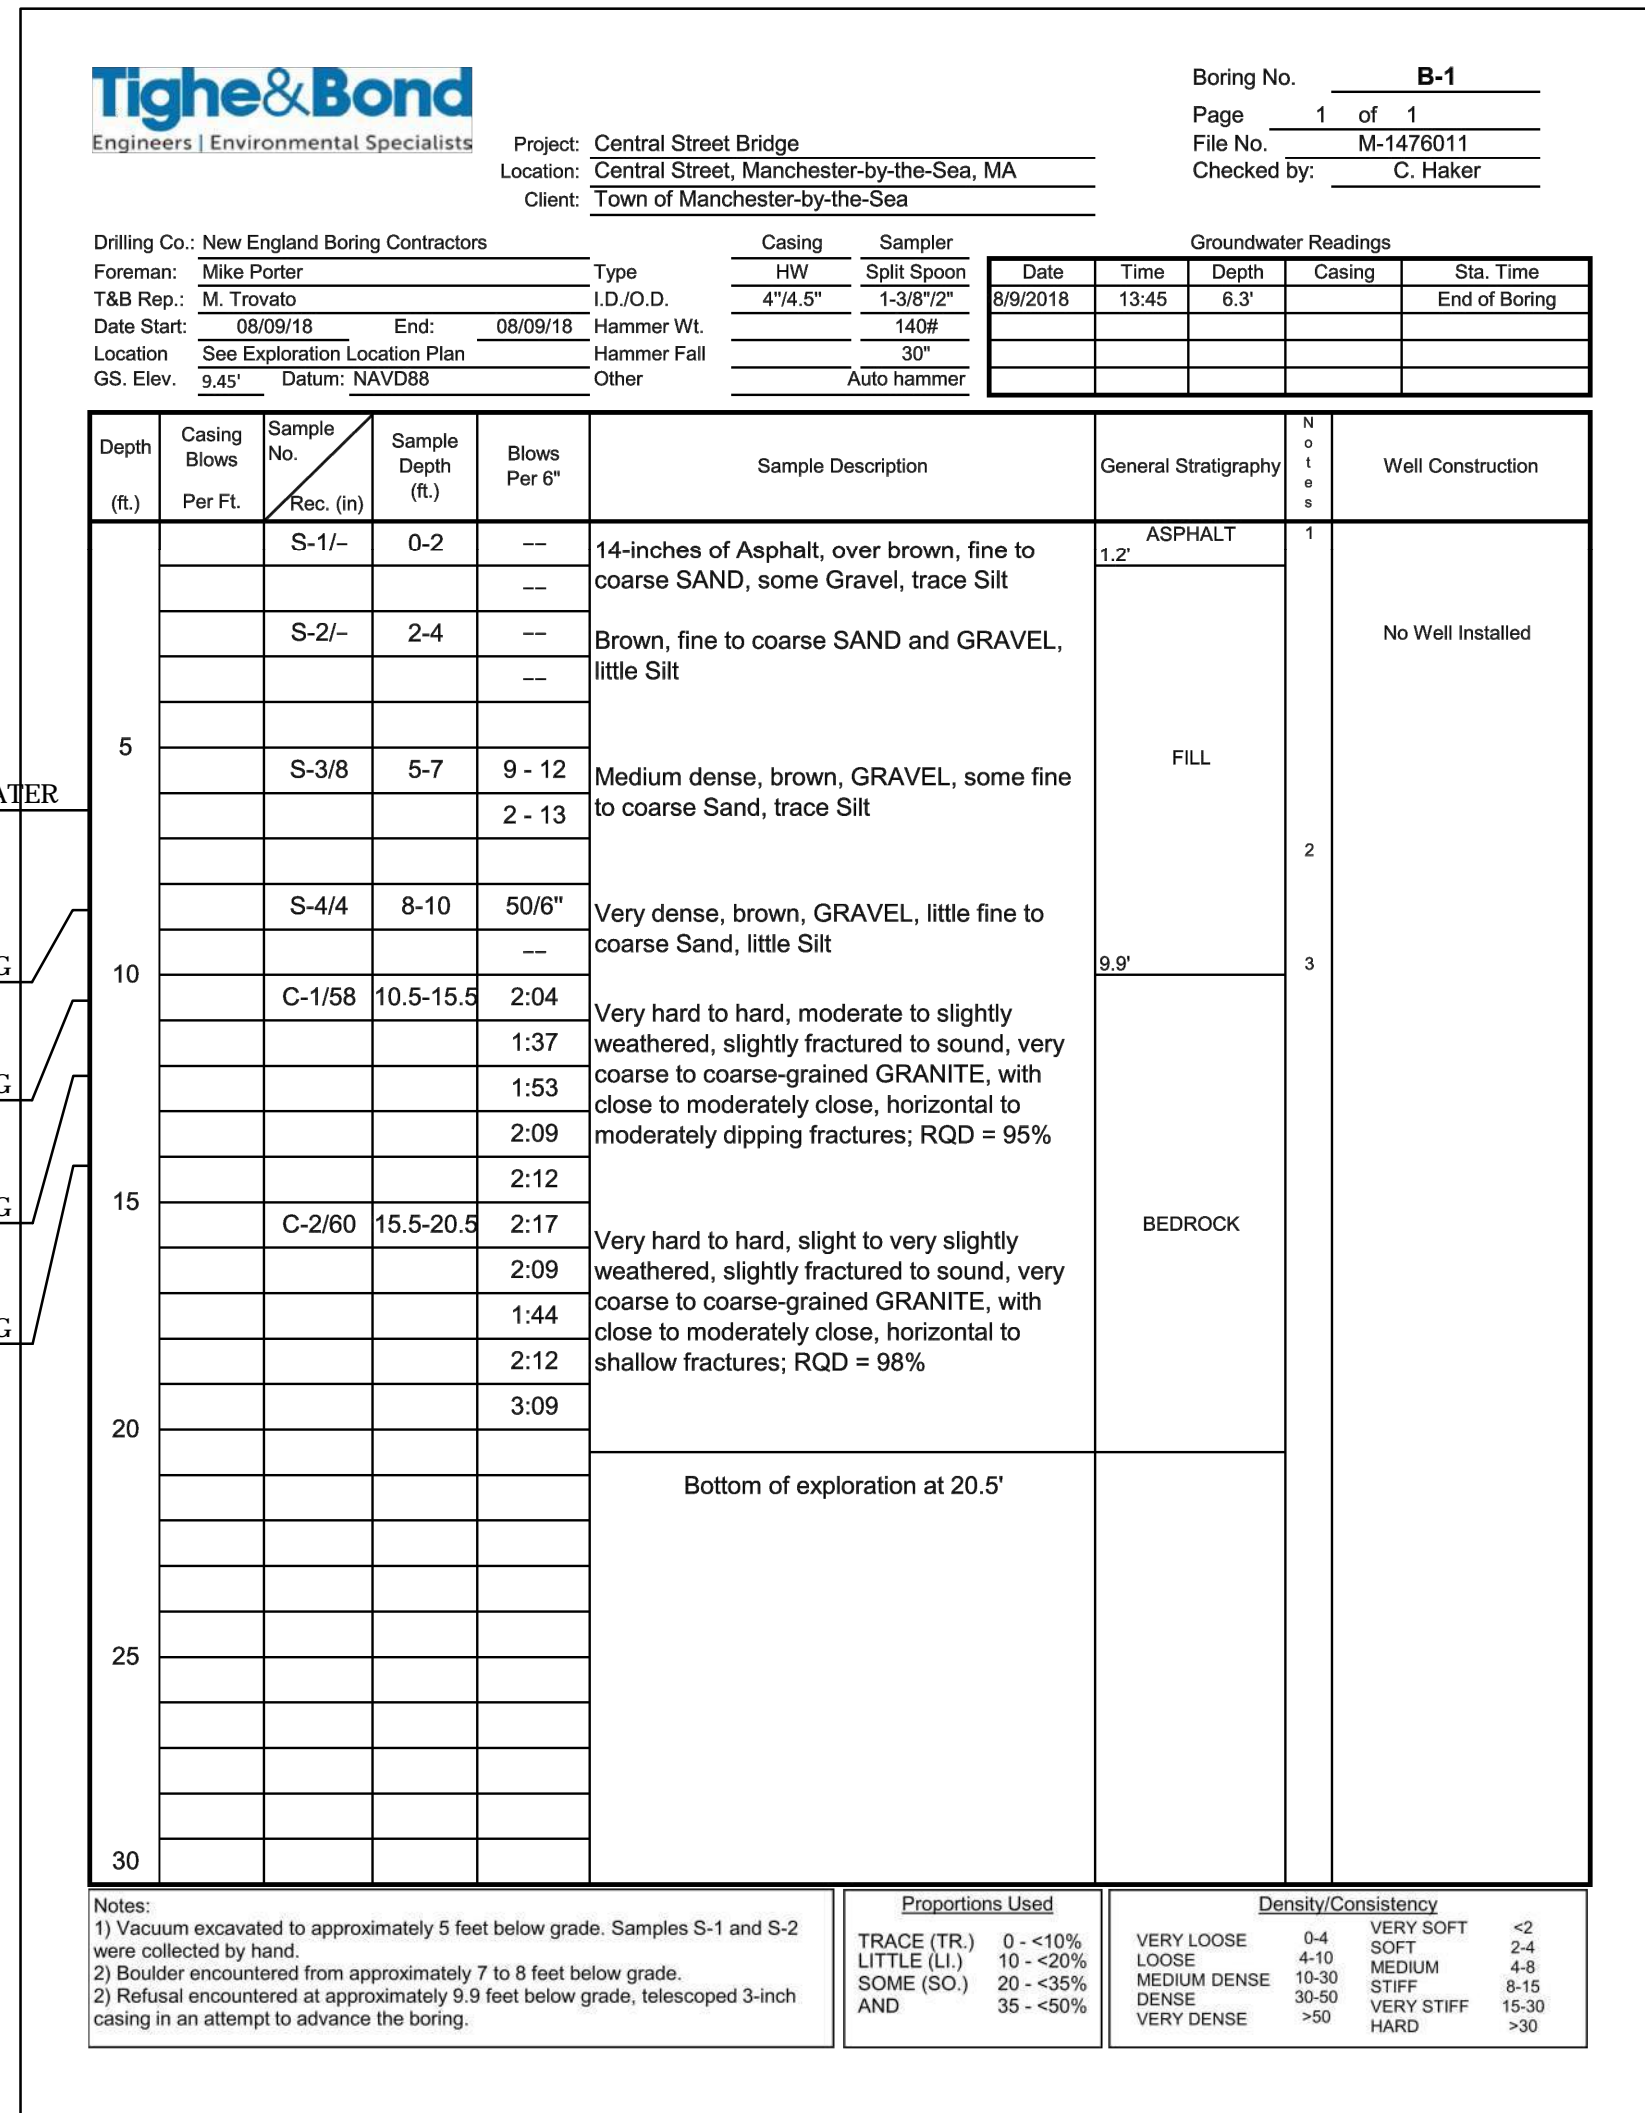 Tighe&Bond
Engineers | Environmental Specialists
Project: Central Street Bridge
Location: Central Street, Manchester-by-the-Sea, MA
Client: Town of Manchester-by-the-Sea
Boring No. B-1
Page 1 of 1
File No. M-1476011
Checked by: C. Haker
Drilling Co.: New England Boring Contractors
Foreman: Mike Porter
T&B Rep.: M. Trovato
Date Start: 08/09/18 End: 08/09/18
Location See Exploration Location Plan
GS. Elev. 9.45' Datum: NAVD88
Casing Sampler
Type HW Split Spoon
I.D./O.D. 4"/4.5" 1-3/8"/2"
Hammer Wt. 140#
Hammer Fall 30"
Other Auto hammer
Groundwater Readings
Date Time Depth Casing Sta. Time
8/9/2018 13:45 6.3' End of Boring
Depth (ft.)
Casing Blows Per Ft.
Sample No. Rec. (in)
Sample Depth (ft.)
Blows Per 6"
Sample Description
General Stratigraphy
Notes
Well Construction
S-1/– 0-2 –– 14-inches of Asphalt, over brown, fine to ASPHALT 1
1.2'
–– coarse SAND, some Gravel, trace Silt
S-2/– 2-4 –– Brown, fine to coarse SAND and GRAVEL, No Well Installed
–– little Silt
5
FILL
S-3/8 5-7 9 - 12 Medium dense, brown, GRAVEL, some fine
2 - 13 to coarse Sand, trace Silt
2
S-4/4 8-10 50/6" Very dense, brown, GRAVEL, little fine to
–– coarse Sand, little Silt
9.9' 3
10
C-1/58 10.5-15.5 2:04 Very hard to hard, moderate to slightly
1:37 weathered, slightly fractured to sound, very
1:53 coarse to coarse-grained GRANITE, with
close to moderately close, horizontal to
2:09 moderately dipping fractures; RQD = 95%
2:12
15
C-2/60 15.5-20.5 2:17 Very hard to hard, slight to very slightly BEDROCK
2:09 weathered, slightly fractured to sound, very
1:44 coarse to coarse-grained GRANITE, with
close to moderately close, horizontal to
2:12 shallow fractures; RQD = 98%
3:09
20
Bottom of exploration at 20.5'
25
30
ATER
G
G
G
G
Notes:
1) Vacuum excavated to approximately 5 feet below grade. Samples S-1 and S-2
were collected by hand.
2) Boulder encountered from approximately 7 to 8 feet below grade.
2) Refusal encountered at approximately 9.9 feet below grade, telescoped 3-inch
casing in an attempt to advance the boring.
Proportions Used
TRACE (TR.) 0 - <10%
LITTLE (LI.) 10 - <20%
SOME (SO.) 20 - <35%
AND 35 - <50%
Density/Consistency
VERY LOOSE 0-4
LOOSE 4-10
MEDIUM DENSE 10-30
DENSE 30-50
VERY DENSE >50
VERY SOFT <2
SOFT 2-4
MEDIUM 4-8
STIFF 8-15
VERY STIFF 15-30
HARD >30